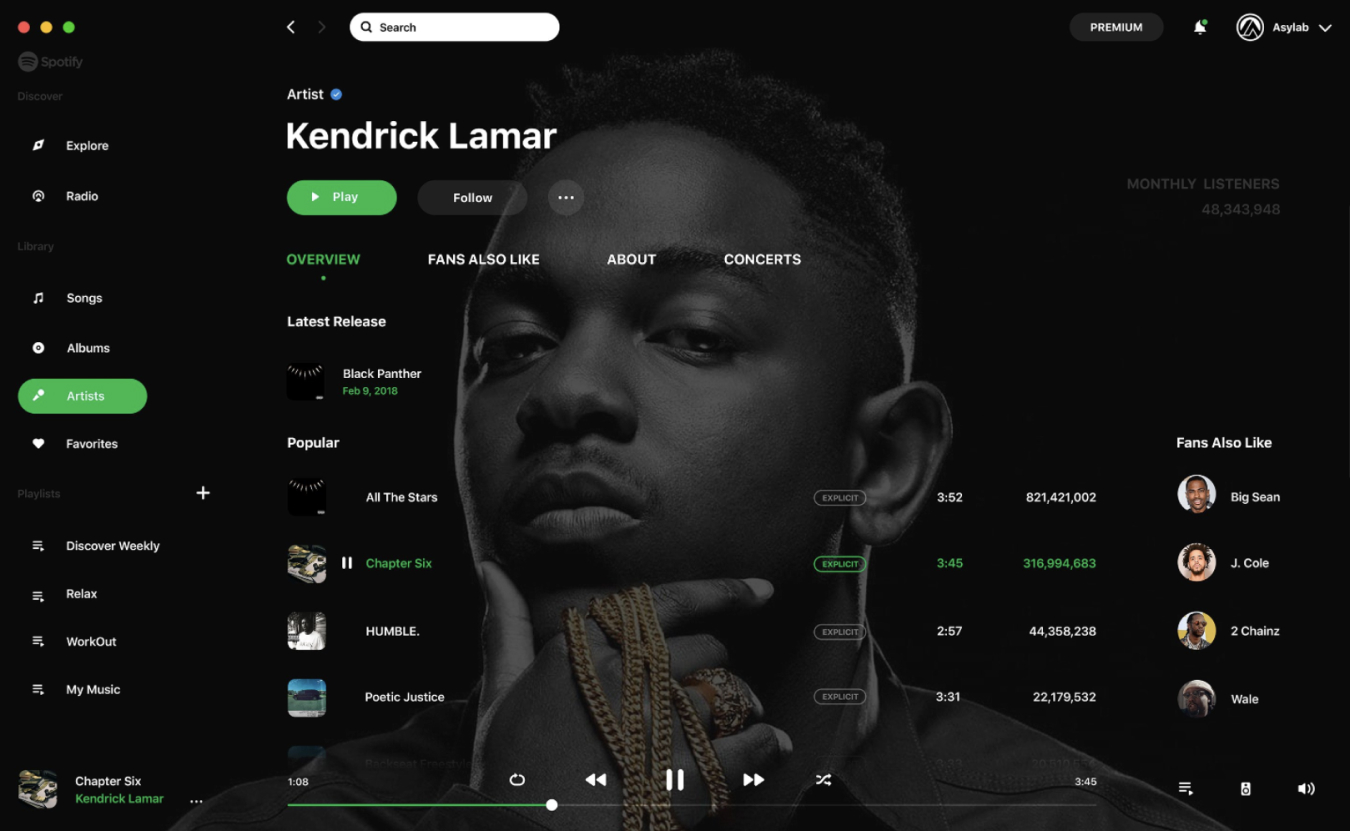 Search
PREMIUM
Asylab
Spotify
Discover
Explore
Radio
Library
Songs
Albums
Artists
Favorites
Playlists
Discover Weekly
Relax
WorkOut
My Music
Artist
Kendrick Lamar
Play
Follow
MONTHLY LISTENERS
48,343,948
OVERVIEW FANS ALSO LIKE ABOUT CONCERTS
Latest Release
Black Panther
Feb 9, 2018
Popular
All The Stars EXPLICIT 3:52 821,421,002
Chapter Six EXPLICIT 3:45 316,994,683
HUMBLE. EXPLICIT 2:57 44,358,238
Poetic Justice EXPLICIT 3:31 22,179,532
Backseat Freestyle
Fans Also Like
Big Sean
J. Cole
2 Chainz
Wale
Chapter Six
Kendrick Lamar
1:08
3:45